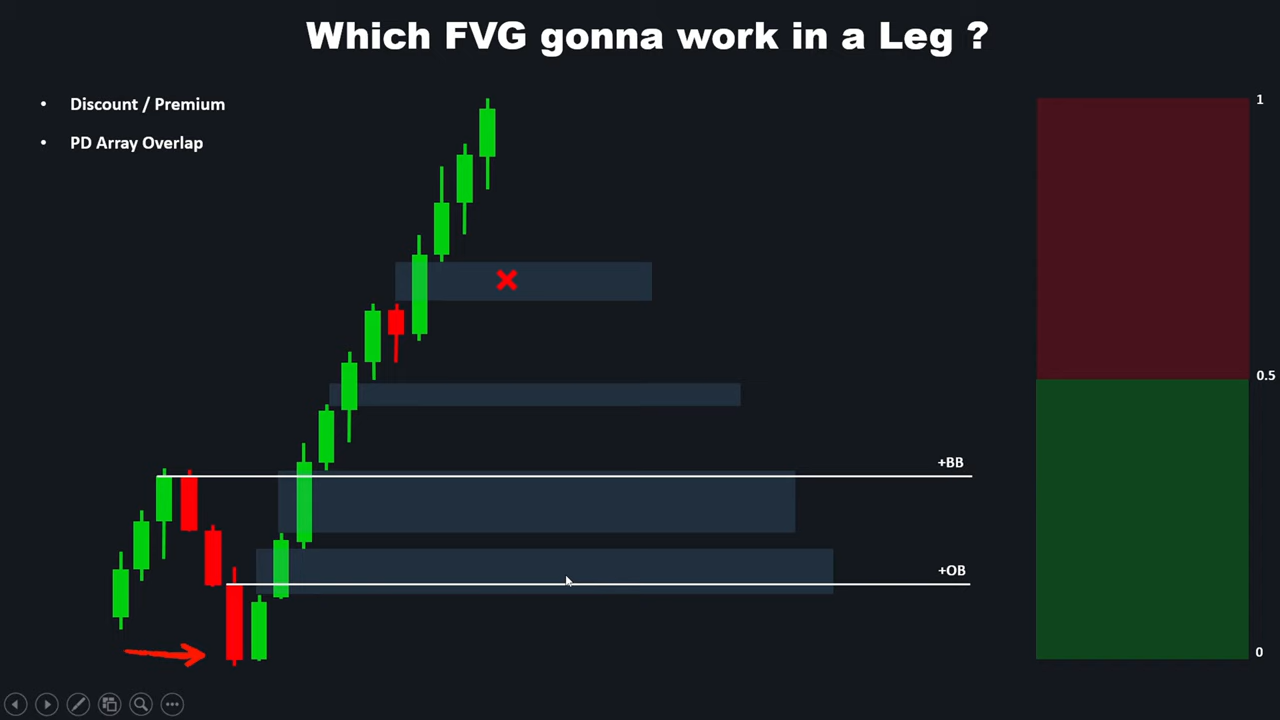 Which FVG gonna work in a Leg ?
• Discount / Premium
• PD Array Overlap
1
0.5
+BB
+OB
0